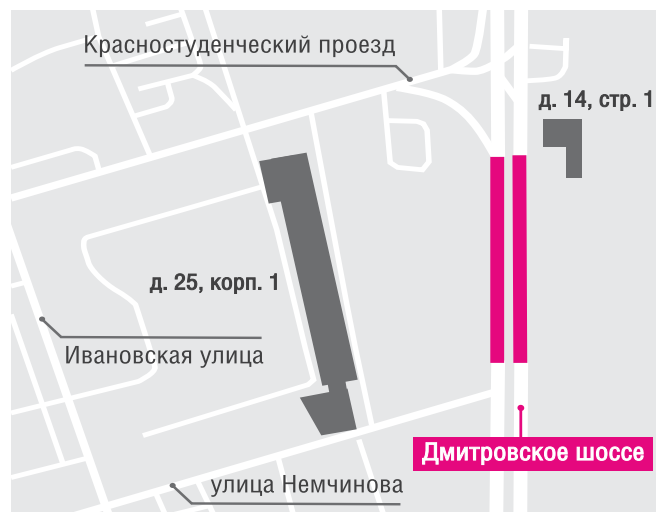 Красностуденческий проезд
д. 14, стр. 1
д. 25, корп. 1
Ивановская улица
Дмитровское шоссе
улица Немчинова